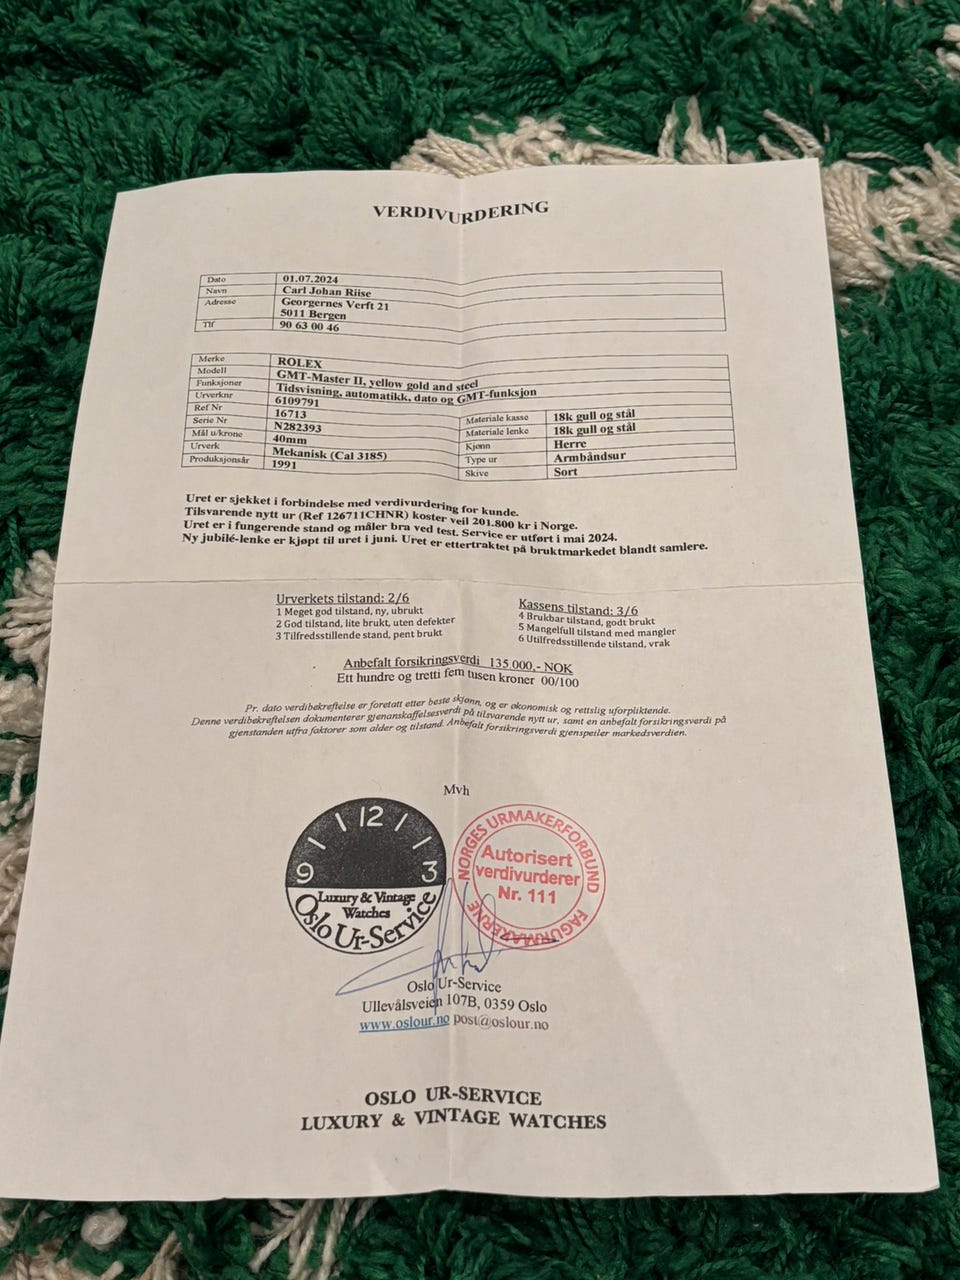 VERDIVURDERING
Dato 01.07.2024
Navn Carl Johan Riise
Adresse Georgernes Verft 21
5011 Bergen
Tlf 90 63 00 46
Merke ROLEX
Modell GMT-Master II, yellow gold and steel
Funksjoner Tidsvisning, automatikk, dato og GMT-funksjon
Urverknr 6109791
Ref Nr 16713 Materiale kasse 18k gull og stål
Serie Nr N282393 Materiale lenke 18k gull og stål
Mål u/krone 40mm Kjønn Herre
Urverk Mekanisk (Cal 3185) Type ur Armbåndsur
Produksjonsår 1991 Skive Sort
Uret er sjekket i forbindelse med verdivurdering for kunde.
Tilsvarende nytt ur (Ref 126711CHNR) koster veil 201.800 kr i Norge.
Uret er i fungerende stand og måler bra ved test. Service er utført i mai 2024.
Ny jubilé-lenke er kjøpt til uret i juni. Uret er ettertraktet på bruktmarkedet blandt samlere.
Urverkets tilstand: 2/6
1 Meget god tilstand, ny, ubrukt
2 God tilstand, lite brukt, uten defekter
3 Tilfredsstillende stand, pent brukt
Kassens tilstand: 3/6
4 Brukbar tilstand, godt brukt
5 Mangelfull tilstand med mangler
6 Utilfredsstillende tilstand, vrak
Anbefalt forsikringsverdi 135.000,- NOK
Ett hundre og tretti fem tusen kroner 00/100
Pr. dato verdibekreftelse er foretatt etter beste skjønn, og er økonomisk og rettslig uforpliktende.
Denne verdibekreftelsen dokumenterer gjenanskaffelsesverdi på tilsvarende nytt ur, samt en anbefalt forsikringsverdi på
gjenstanden utfra faktorer som alder og tilstand. Anbefalt forsikringsverdi gjenspeiler markedsverdien.
Mvh
12
9 3
Luxury & Vintage
Watches
Oslo Ur-Service
NORGES URMAKERFORBUND
Autorisert
verdivurderer
Nr. 111
FAGURMAKERNE
Oslo Ur-Service
Ullevålsveien 107B, 0359 Oslo
www.oslour.no post@oslour.no
OSLO UR-SERVICE
LUXURY & VINTAGE WATCHES